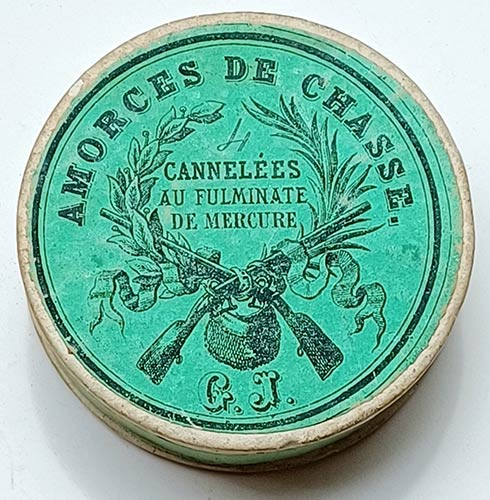 AMORCES DE CHASSE.
4
CANNELÉES
AU FULMINATE
DE MERCURE
G. J.